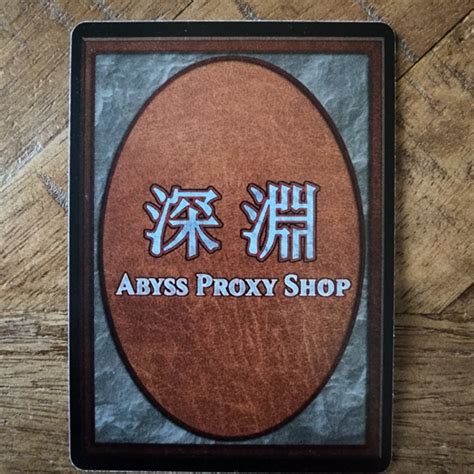 深淵
Abyss Proxy Shop